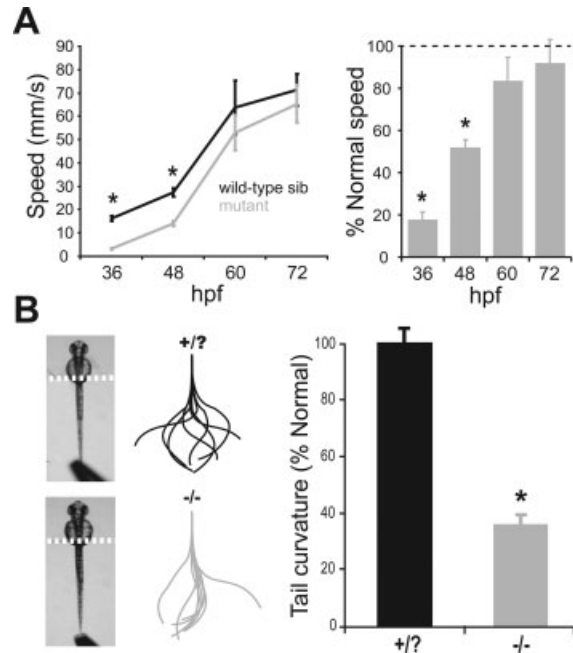 A
Speed (mm/s)
90
80
70
60
50
40
30
20
10
0
*
*
wild-type sib
mutant
36 48 60 72
hpf
% Normal speed
100
80
60
40
20
0
*
*
36 48 60 72
hpf
B
+/?
-/-
Tail curvature (% Normal)
100
80
60
40
20
0
*
+/? -/-